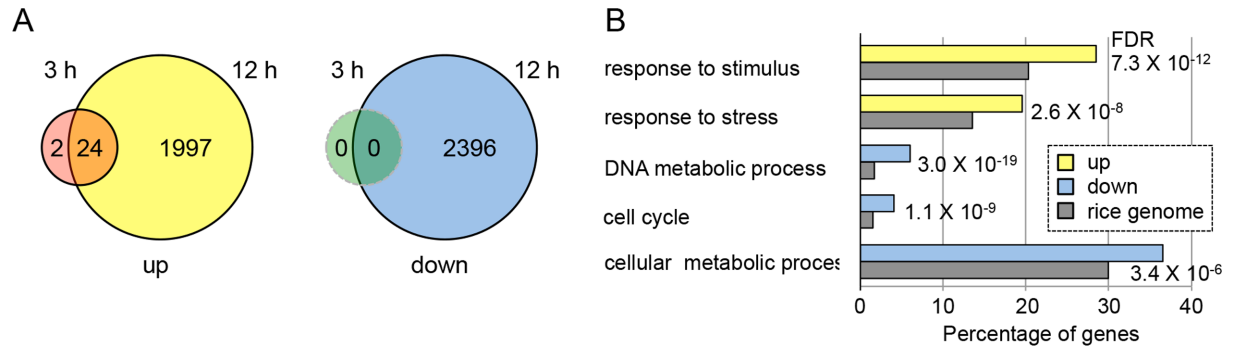 A
3 h
12 h
2
24
1997
up
3 h
12 h
0
0
2396
down
B
FDR
response to stimulus
7.3 X 10⁻¹²
response to stress
2.6 X 10⁻⁸
DNA metabolic process
3.0 X 10⁻¹⁹
cell cycle
1.1 X 10⁻⁹
cellular metabolic proces
3.4 X 10⁻⁶
up
down
rice genome
0 10 20 30 40
Percentage of genes